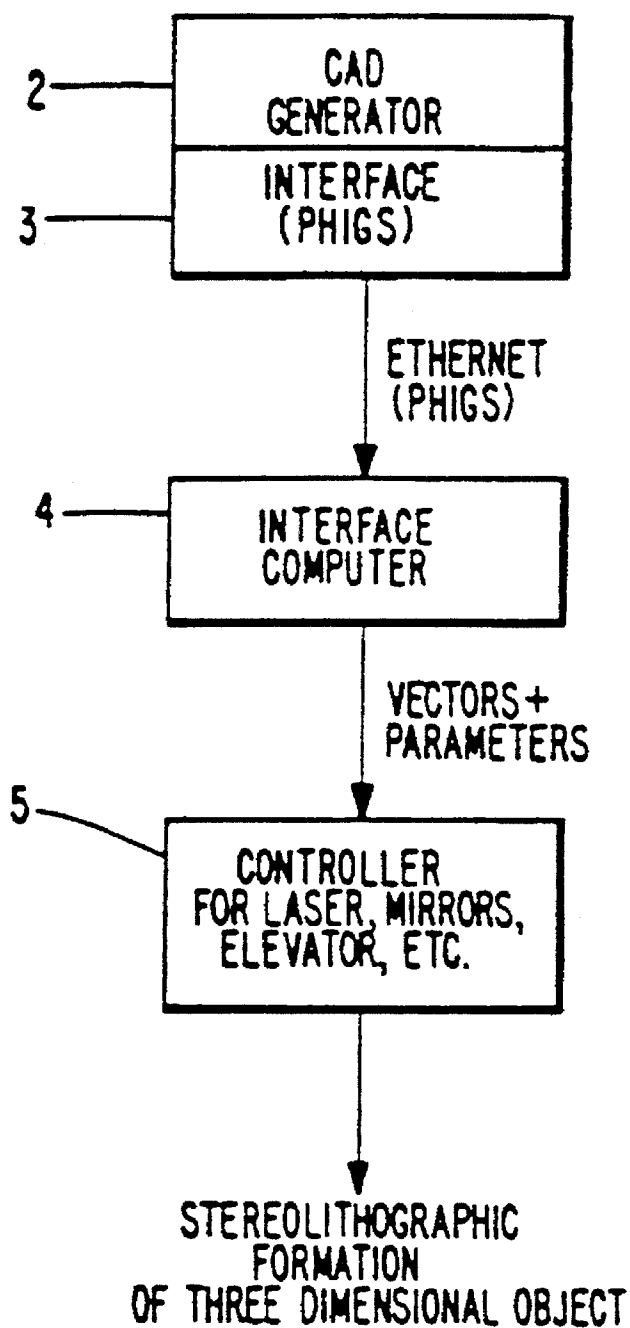 2
CAD
GENERATOR
3
INTERFACE
(PHIGS)
ETHERNET
(PHIGS)
4
INTERFACE
COMPUTER
VECTORS+
PARAMETERS
5
CONTROLLER
FOR LASER, MIRRORS,
ELEVATOR, ETC.
STEREOLITHOGRAPHIC
FORMATION
OF THREE DIMENSIONAL OBJECT